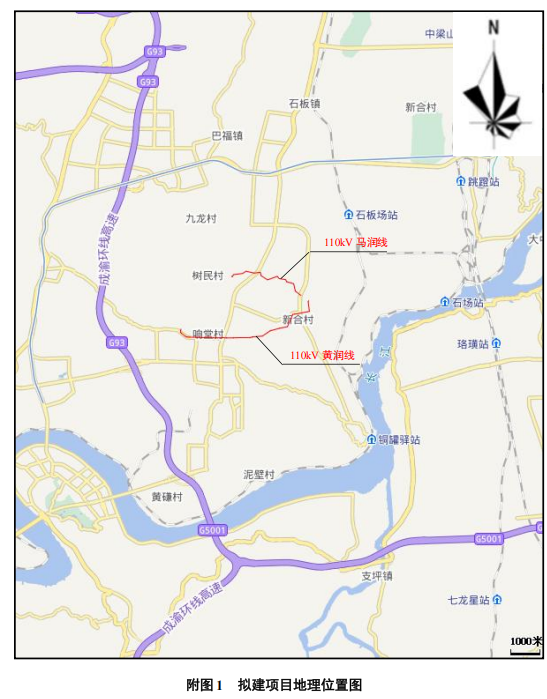 中梁山
N
G93
G93
石板镇
新合村
巴福镇
跳蹬站
九龙村
石板场站
大中
110kV 马润线
成渝环线高速
树民村
石场站
新合村
响堂村
G93
珞璜站
110kV 黄润线
长江
铜罐驿站
泥壁村
黄磏村
G5001
G5001
支坪镇
七龙星站
成渝环线高速
1000米
附图 1 拟建项目地理位置图